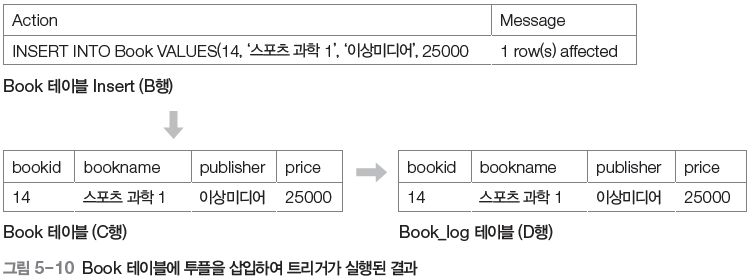 Action Message
INSERT INTO Book VALUES(14, ‘스포츠 과학 1’, ‘이상미디어’, 25000 1 row(s) affected
Book 테이블 Insert (B행)
bookid bookname publisher price bookid bookname publisher price
14 스포츠 과학 1 이상미디어 25000 14 스포츠 과학 1 이상미디어 25000
Book 테이블 (C행) Book_log 테이블 (D행)
그림 5-10 Book 테이블에 투플을 삽입하여 트리거가 실행된 결과